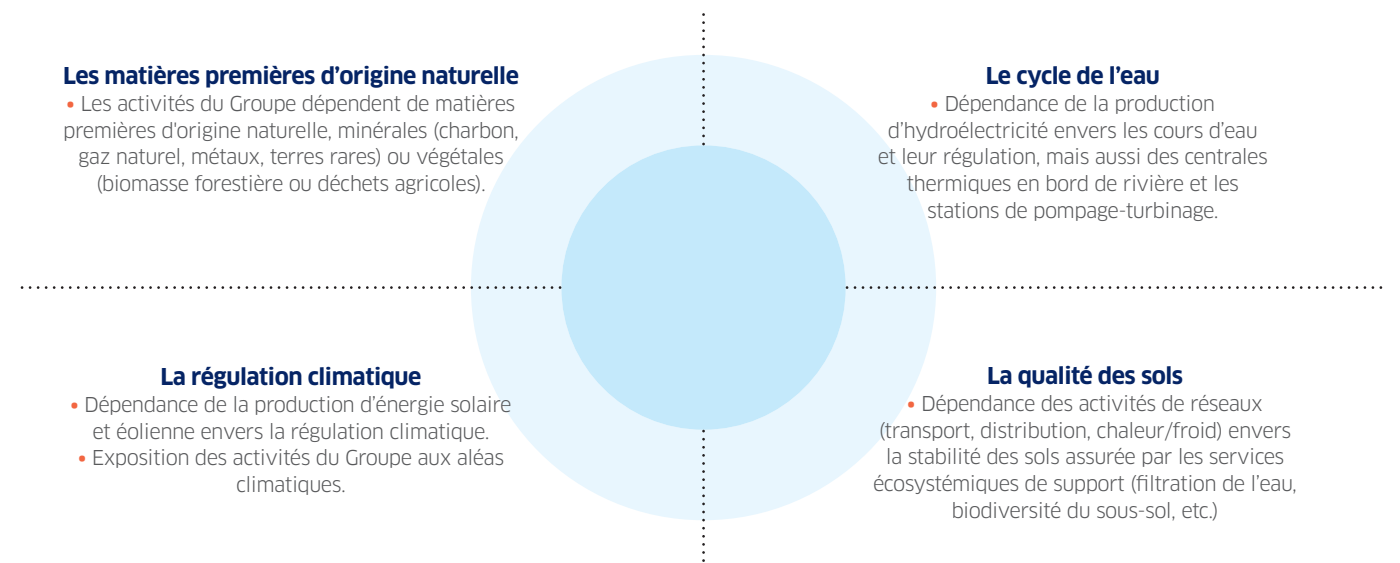 Les matières premières d'origine naturelle
• Les activités du Groupe dépendent de matières
premières d'origine naturelle, minérales (charbon,
gaz naturel, métaux, terres rares) ou végétales
(biomasse forestière ou déchets agricoles).
Le cycle de l'eau
• Dépendance de la production
d'hydroélectricité envers les cours d'eau
et leur régulation, mais aussi des centrales
thermiques en bord de rivière et les
stations de pompage-turbinage.
La régulation climatique
• Dépendance de la production d'énergie solaire
et éolienne envers la régulation climatique.
• Exposition des activités du Groupe aux aléas
climatiques.
La qualité des sols
• Dépendance des activités de réseaux
(transport, distribution, chaleur/froid) envers
la stabilité des sols assurée par les services
écosystémiques de support (filtration de l'eau,
biodiversité du sous-sol, etc.)